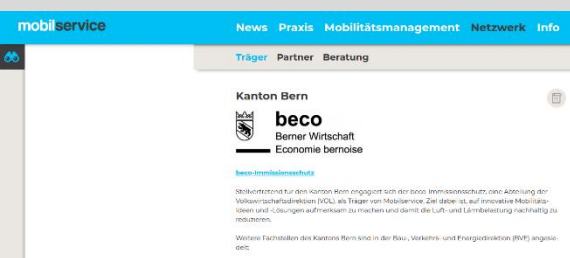 mobilservice
News Praxis Mobilitätsmanagement Netzwerk Info
Träger Partner Beratung
Kanton Bern
beco
Berner Wirtschaft
Economie bernoise
beco-Immissionsschutz
Stellvertretend für den Kanton Bern engagiert sich der beco Immissionsschutz, eine Abteilung der
Volkswirtschaftsdirektion (VOL), als Träger von Mobilservice. Ziel dabei ist, auf innovative Mobilitäts-
ideen und -Lösungen aufmerksam zu machen und damit die Luft- und Lärmbelastung nachhaltig zu
reduzieren.
Weitere Fachstellen des Kantons Bern sind in der Bau-, Verkehrs- und Energiedirektion (BVE) angesie-
delt: